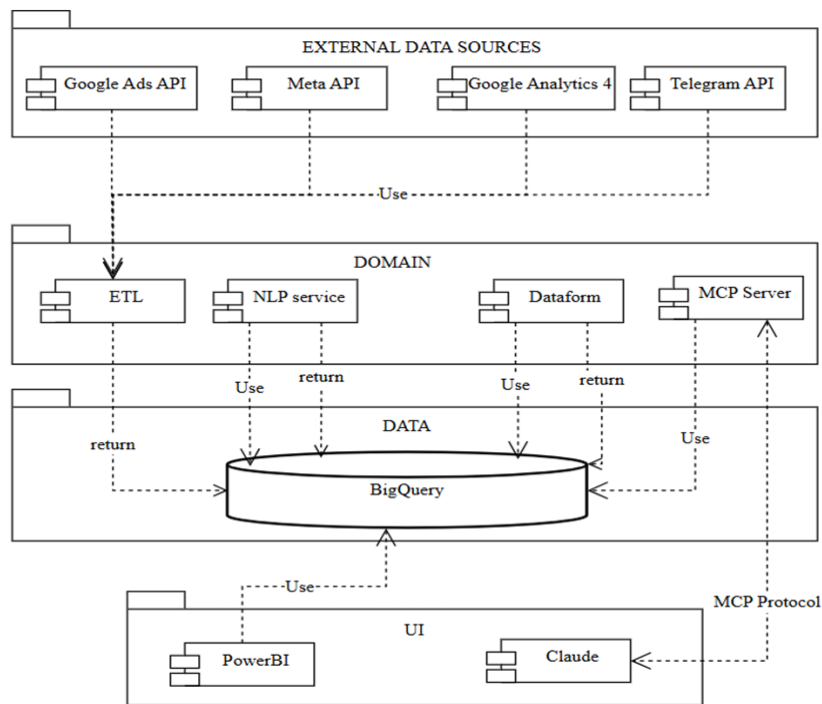 EXTERNAL DATA SOURCES
Google Ads API
Meta API
Google Analytics 4
Telegram API
Use
DOMAIN
ETL
NLP service
Dataform
MCP Server
Use
return
Use
return
return
DATA
Use
BigQuery
Use
MCP Protocol
UI
PowerBI
Claude